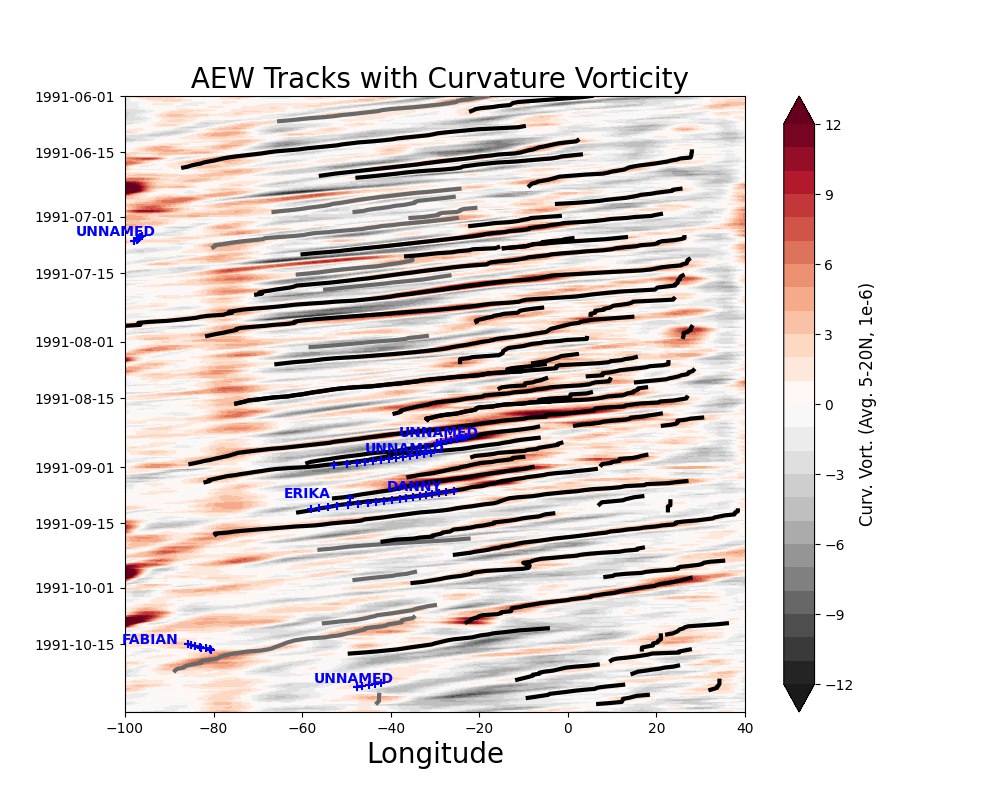 AEW Tracks with Curvature Vorticity
1991-06-01
1991-06-15
1991-07-01
1991-07-15
1991-08-01
1991-08-15
1991-09-01
1991-09-15
1991-10-01
1991-10-15
UNNAMED
UNNAMED
UNNAMED
ERIKA
DANNY
FABIAN
UNNAMED
−100
−80
−60
−40
−20
0
20
40
Longitude
12
9
6
3
0
−3
−6
−9
−12
Curv. Vort. (Avg. 5-20N, 1e-6)